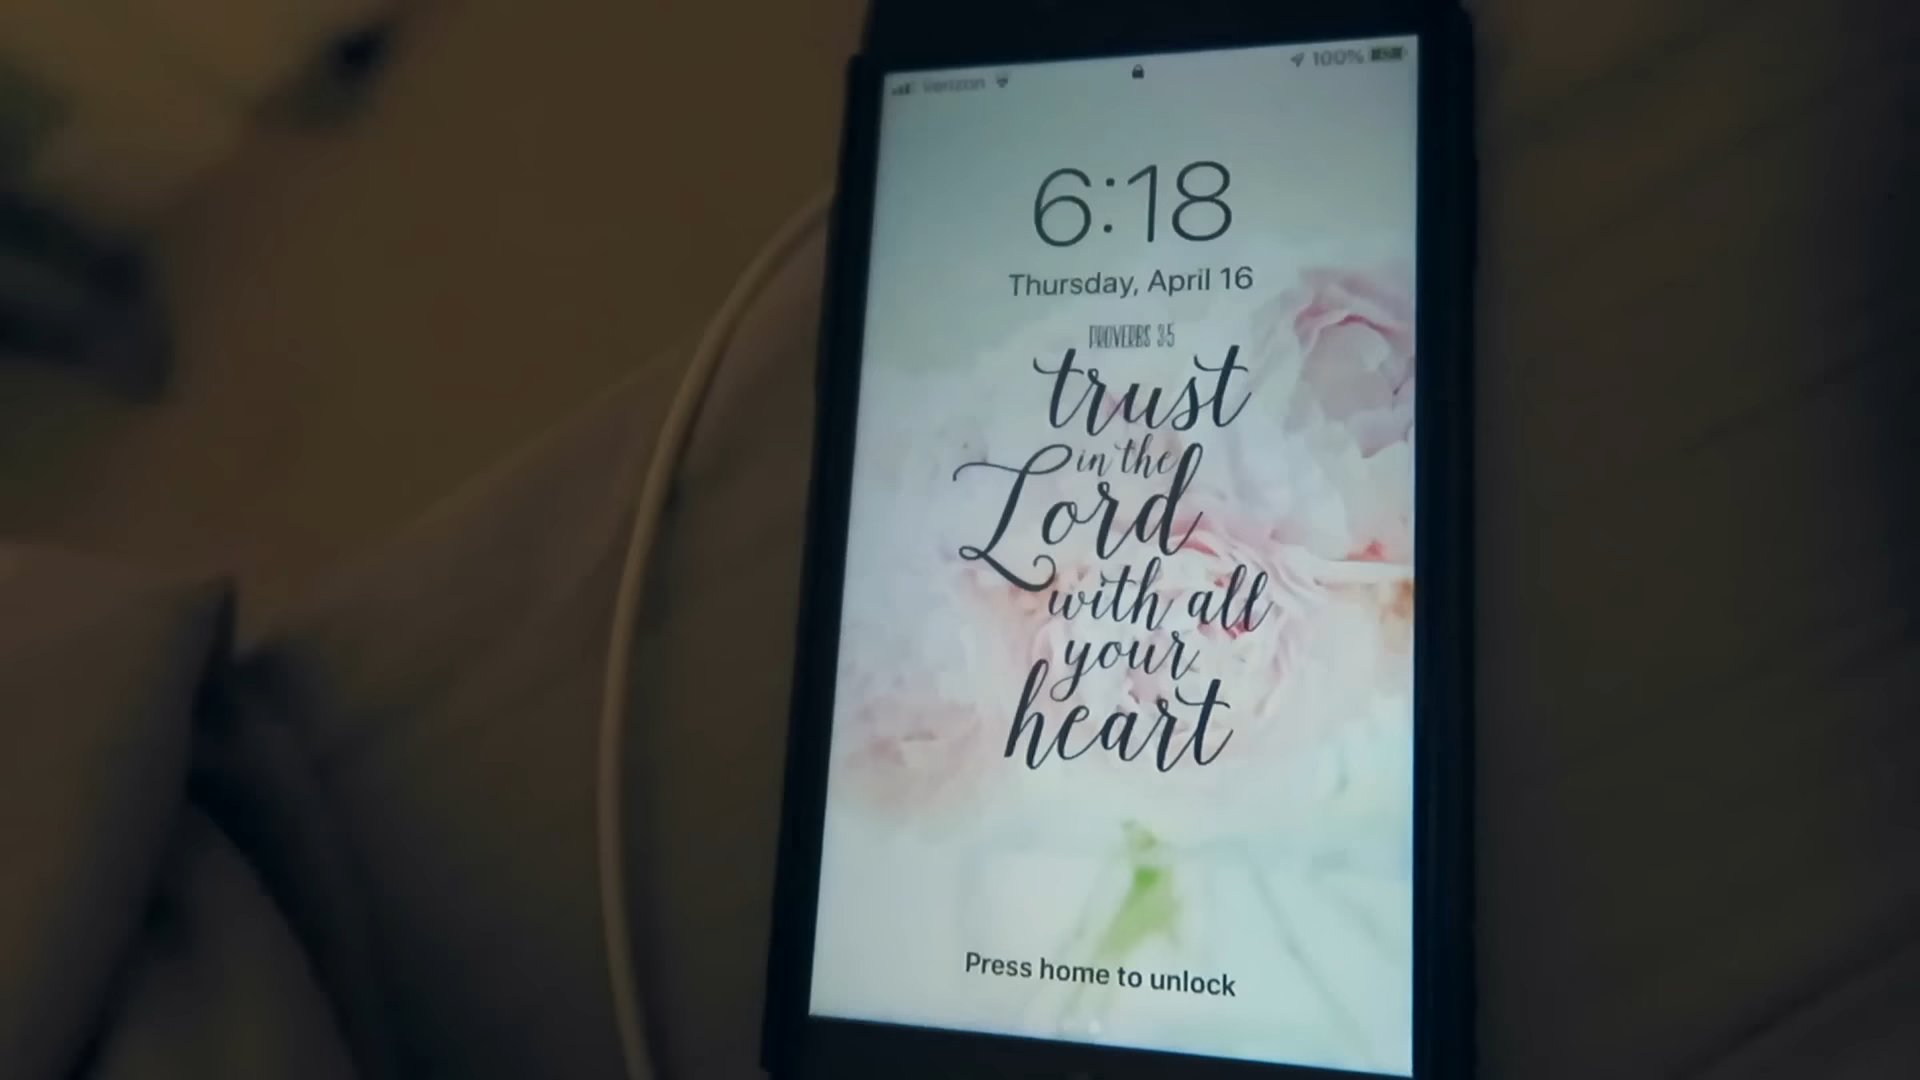 Verizon
100%
6:18
Thursday, April 16
PROVERBS 3:5
trust
in the
Lord
with all
your
heart
Press home to unlock